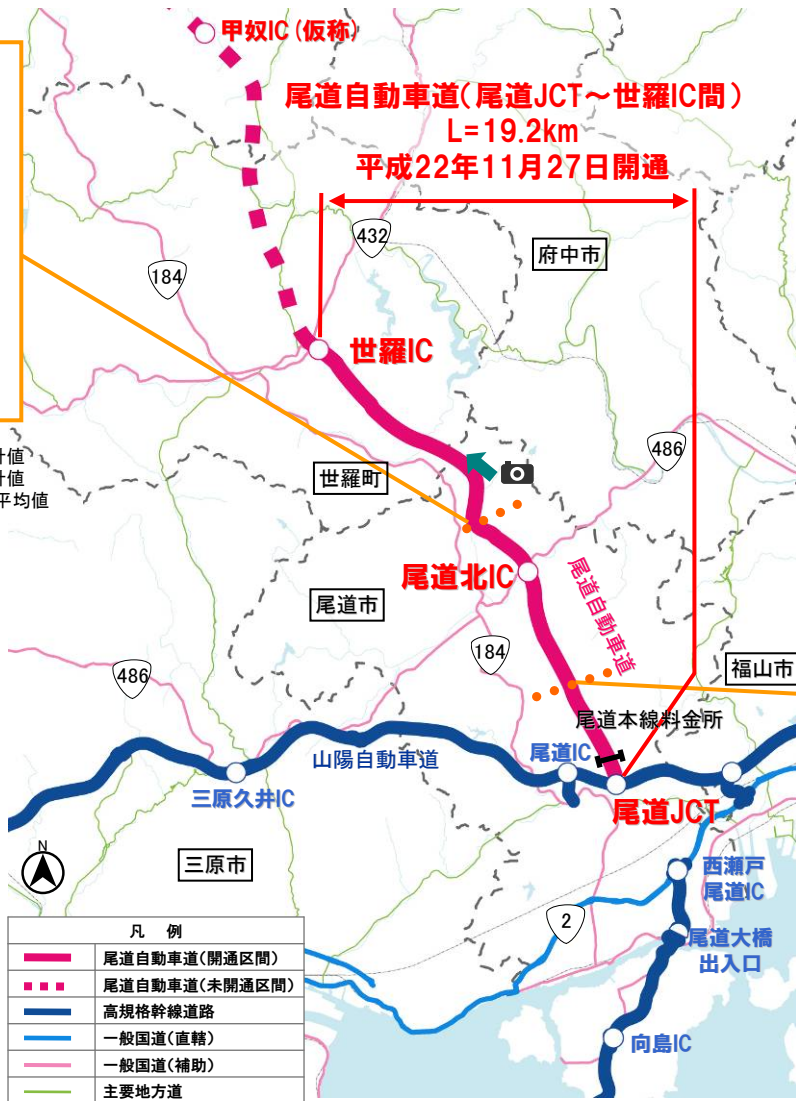 甲奴IC(仮称)
尾道自動車道(尾道JCT～世羅IC間)
L=19.2km
平成22年11月27日開通
432
府中市
184
世羅IC
486
計値
計値
平均値
世羅町
尾道北IC
尾道自動車道
尾道市
184
486
福山市
尾道本線料金所
山陽自動車道
尾道IC
三原久井IC
尾道JCT
N
三原市
西瀬戸
尾道IC
2
尾道大橋
出入口
向島IC
凡 例
尾道自動車道(開通区間)
尾道自動車道(未開通区間)
高規格幹線道路
一般国道(直轄)
一般国道(補助)
主要地方道